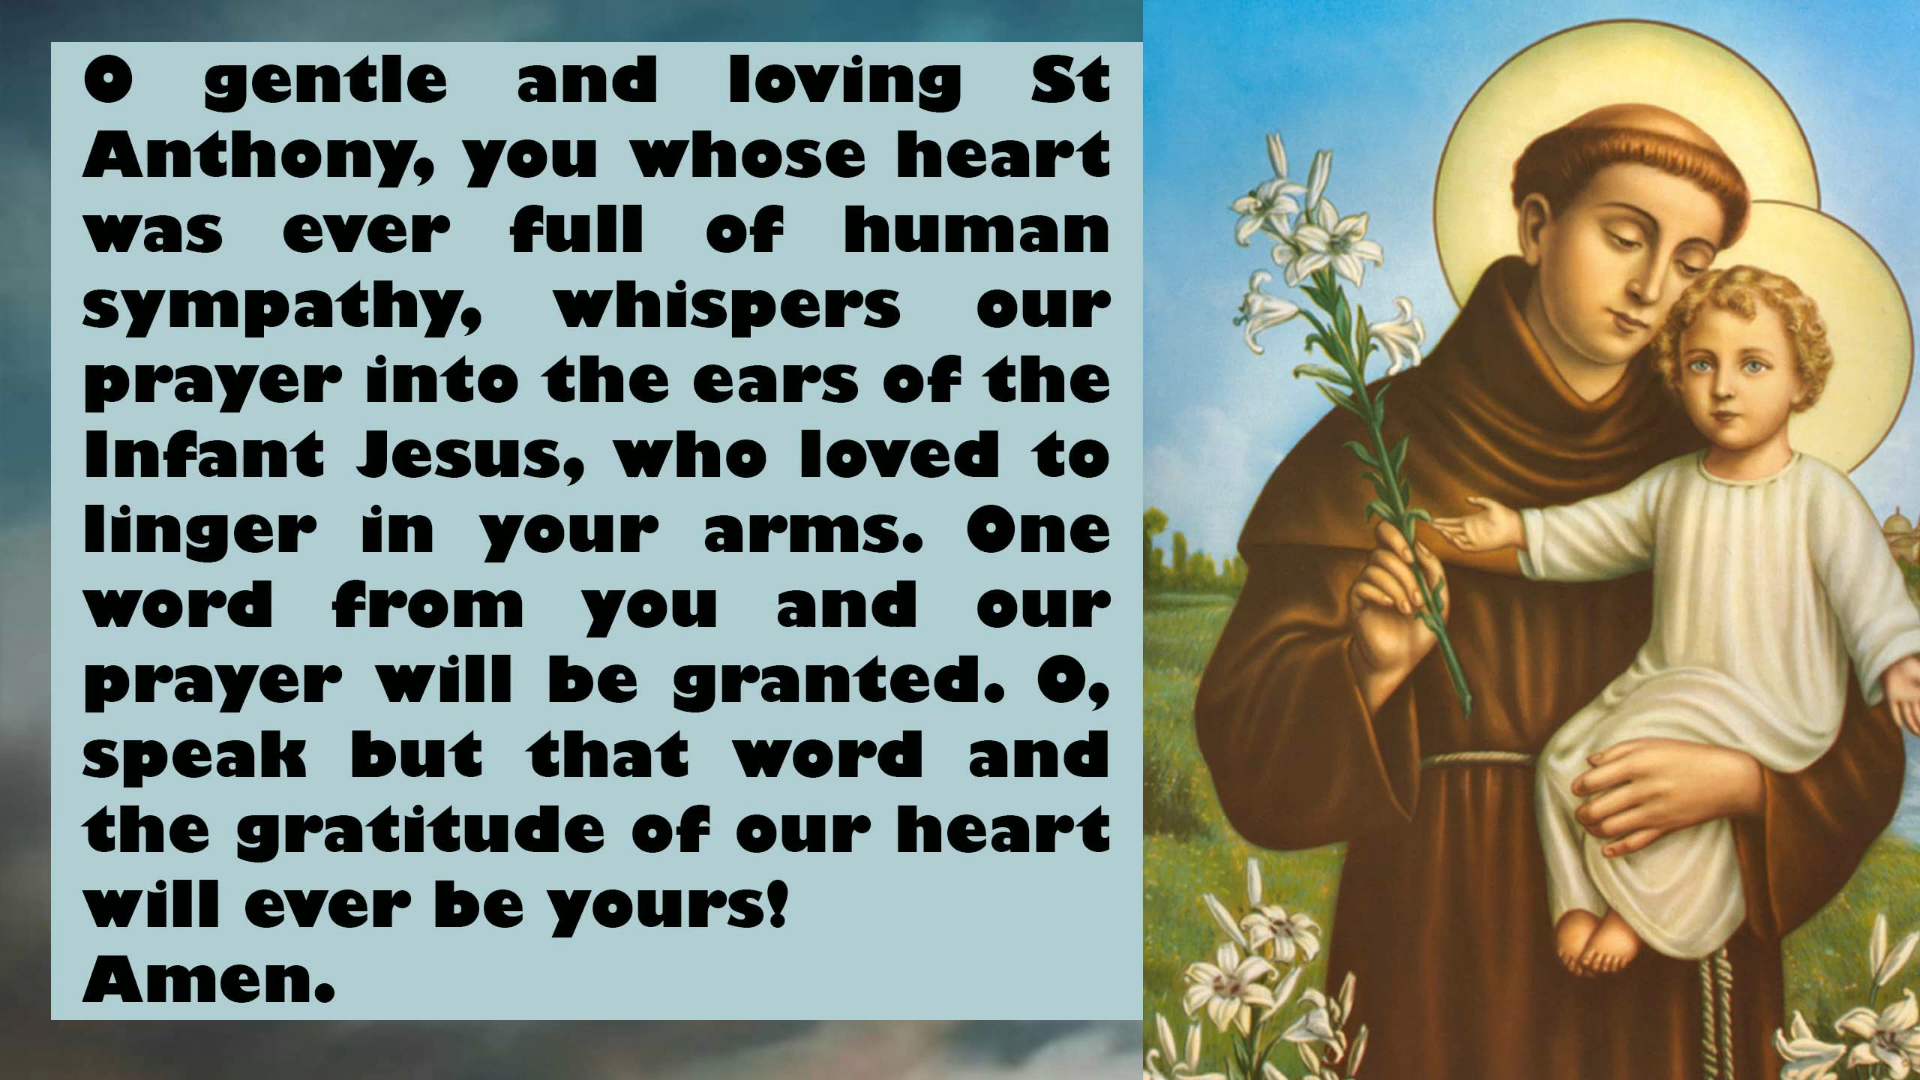 O gentle and loving St
Anthony, you whose heart
was ever full of human
sympathy, whispers our
prayer into the ears of the
Infant Jesus, who loved to
linger in your arms. One
word from you and our
prayer will be granted. O,
speak but that word and
the gratitude of our heart
will ever be yours!
Amen.